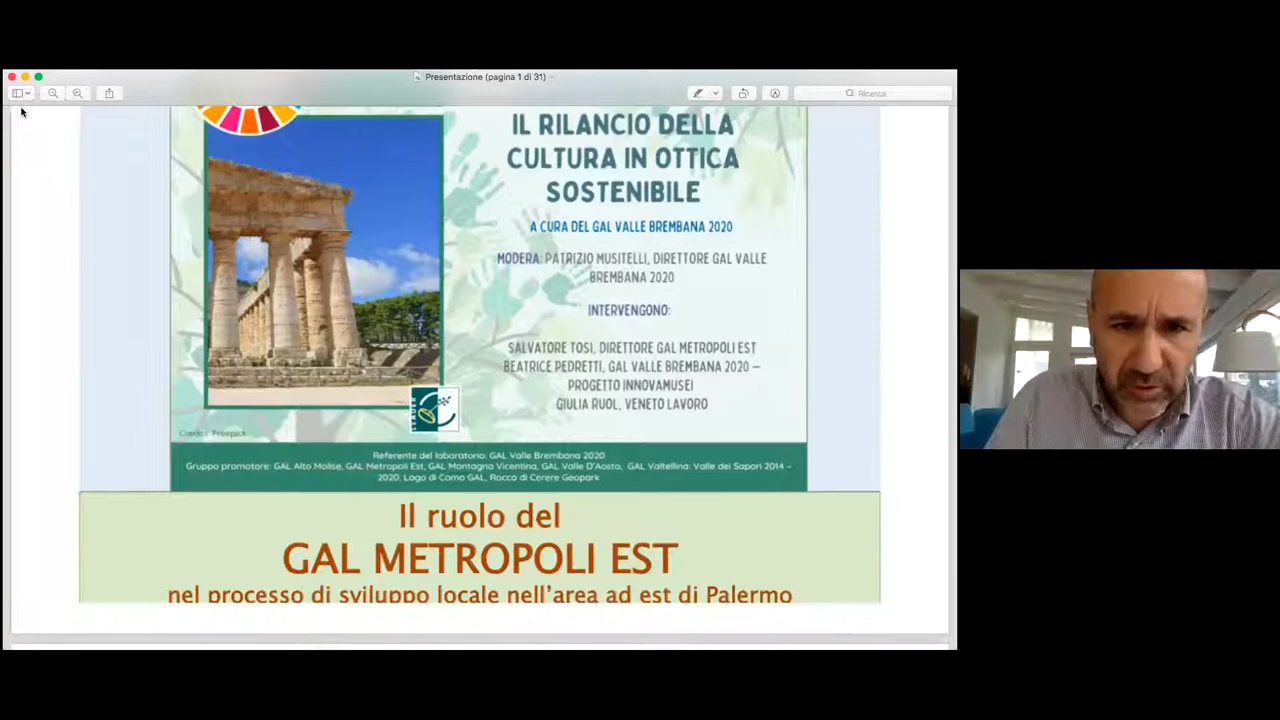 Presentazione (pagina 1 di 31)
Ricerca
IL RILANCIO DELLA
CULTURA IN OTTICA
SOSTENIBILE
A CURA DEL GAL VALLE BREMBANA 2020
MODERA: PATRIZIO MUSITELLI, DIRETTORE GAL VALLE
BREMBANA 2020
INTERVENGONO:
SALVATORE TOSI, DIRETTORE GAL METROPOLI EST
BEATRICE PEDRETTI, GAL VALLE BREMBANA 2020 –
PROGETTO INNOVAMUSEI
GIULIA RUOL, VENETO LAVORO
LEADER
Referente del laboratorio: GAL Valle Brembana 2020
Gruppo promotore: GAL Alto Molise, GAL Metropoli Est, GAL Montagna Vicentina, GAL Valle D'Aosta, GAL Valtellina: Valle dei Sapori 2014 –
2020, Lago di Como GAL, Rocca di Cerere Geopark
Il ruolo del
GAL METROPOLI EST
nel processo di sviluppo locale nell'area ad est di Palermo